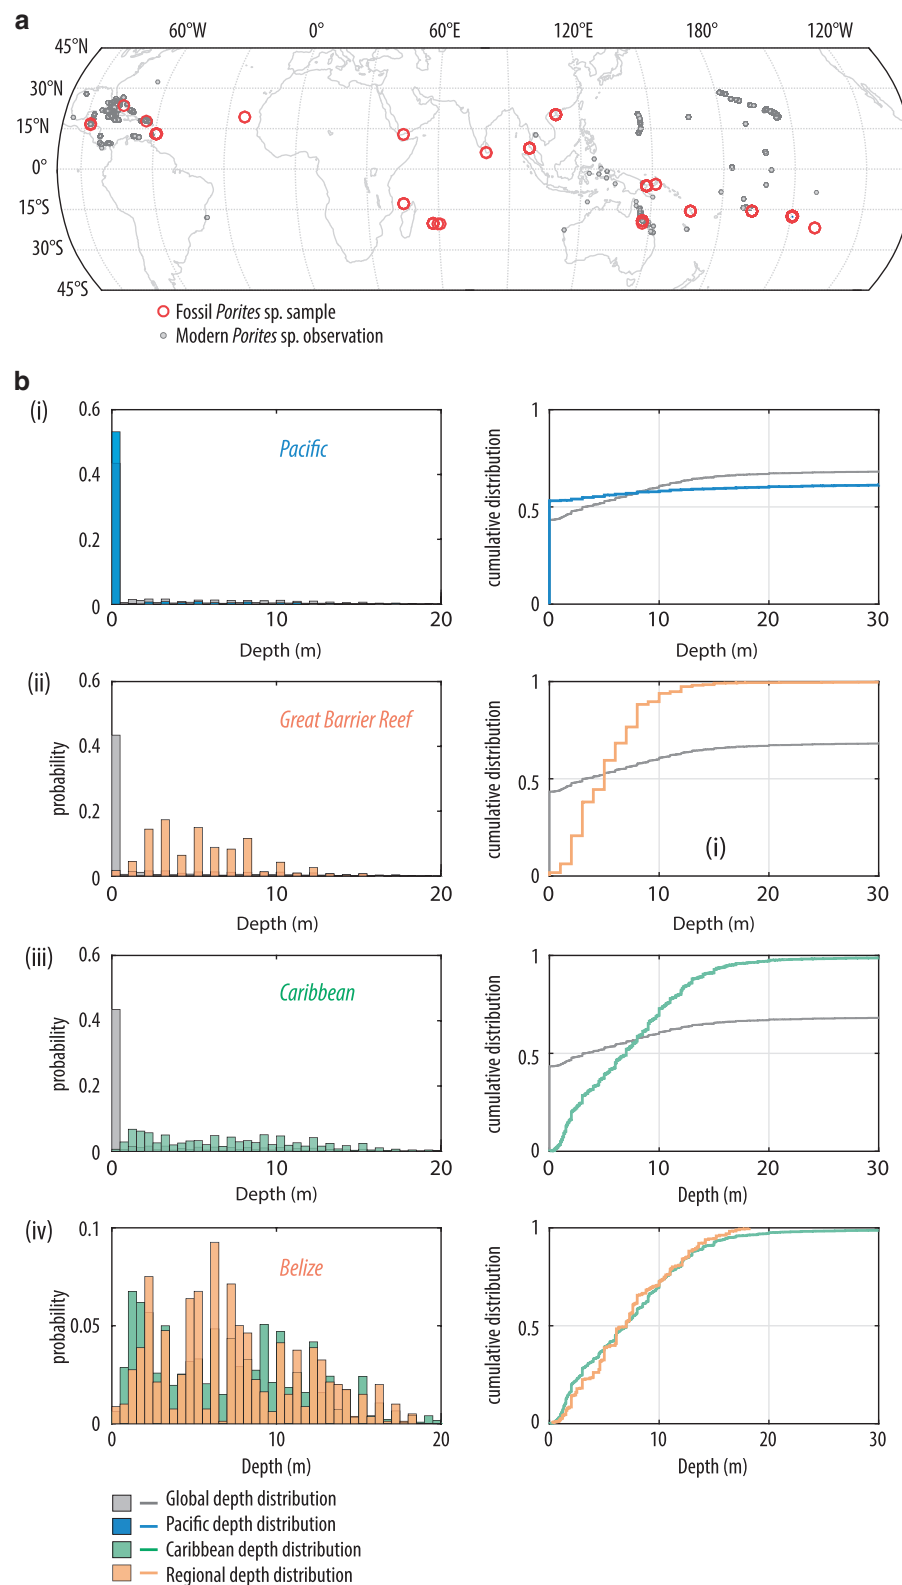 a
60°W 0° 60°E 120°E 180° 120°W
45°N
30°N
15°N
0°
15°S
30°S
45°S
Fossil Porites sp. sample
Modern Porites sp. observation
b
(i)
0.6
0.4
0.2
0
Pacific
0 10 20
Depth (m)
cumulative distribution
1
0.5
0
0 10 20 30
Depth (m)
(ii)
probability
0.6
0.4
0.2
0
Great Barrier Reef
0 10 20
Depth (m)
cumulative distribution
1
0.5
0
(i)
0 10 20 30
Depth (m)
(iii)
probability
0.6
0.4
0.2
0
Caribbean
0 10 20
Depth (m)
cumulative distribution
1
0.5
0
0 10 20 30
Depth (m)
(iv)
probability
0.1
0.05
0
Belize
0 10 20
Depth (m)
cumulative distribution
1
0.5
0
0 10 20 30
Depth (m)
Global depth distribution
Pacific depth distribution
Caribbean depth distribution
Regional depth distribution